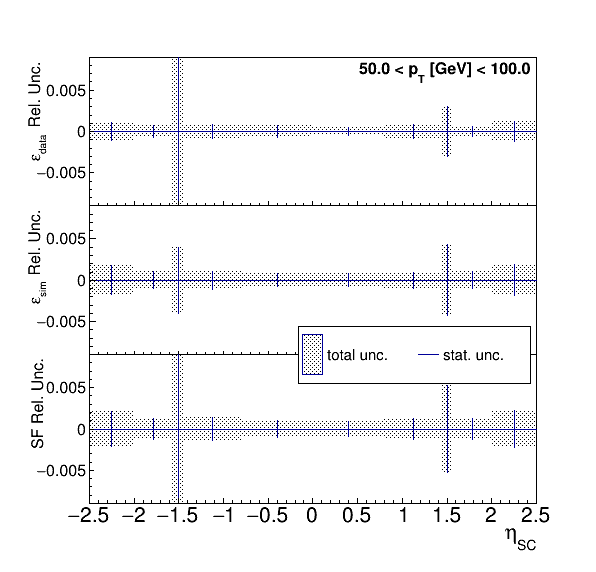 50.0 < p_T [GeV] < 100.0
ε_data Rel. Unc.
0.005
0
−0.005
ε_sim Rel. Unc.
0.005
0
−0.005
total unc.
stat. unc.
SF Rel. Unc.
0.005
0
−0.005
−2.5 −2 −1.5 −1 −0.5 0 0.5 1 1.5 2 2.5
η_SC